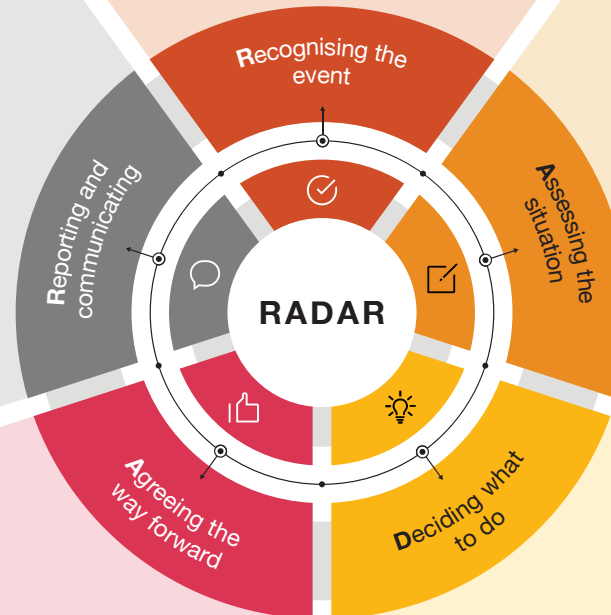 Recognising the
event
Assessing the
situation
Deciding what
to do
Agreeing the
way forward
Reporting and
communicating
RADAR